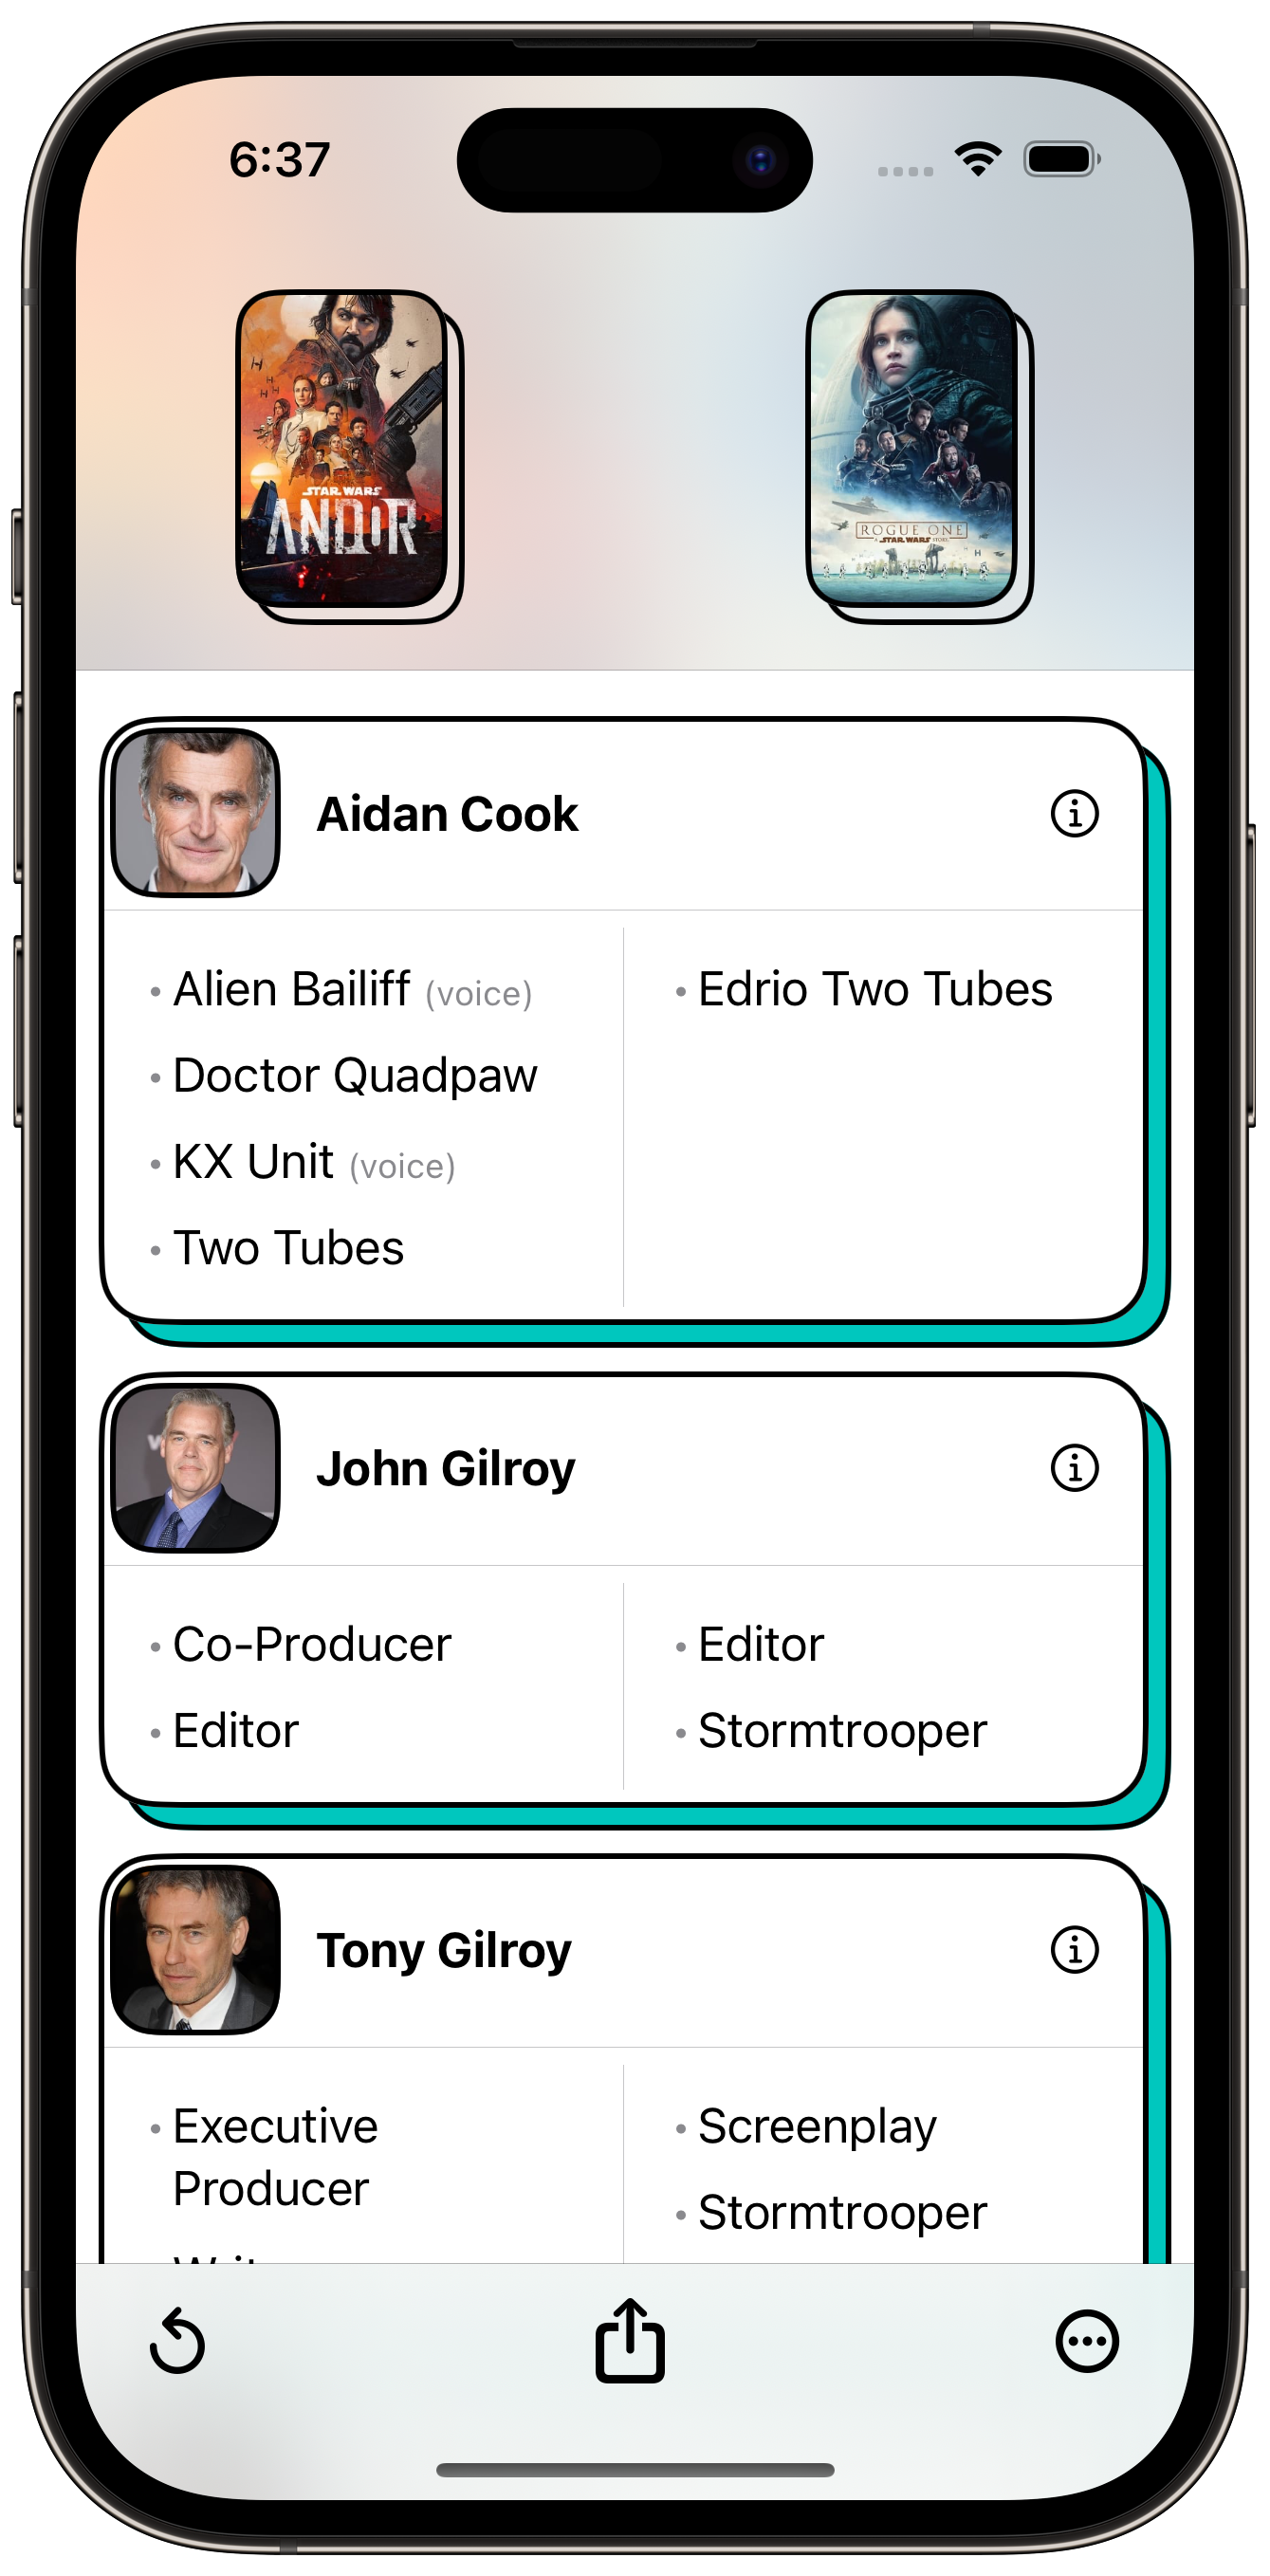 6:37
STAR WARS
ANDOR
ROGUE ONE
A STAR WARS STORY
Aidan Cook
• Alien Bailiff (voice)
• Edrio Two Tubes
• Doctor Quadpaw
• KX Unit (voice)
• Two Tubes
John Gilroy
• Co-Producer
• Editor
• Editor
• Stormtrooper
Tony Gilroy
• Executive
Producer
• Screenplay
• Stormtrooper